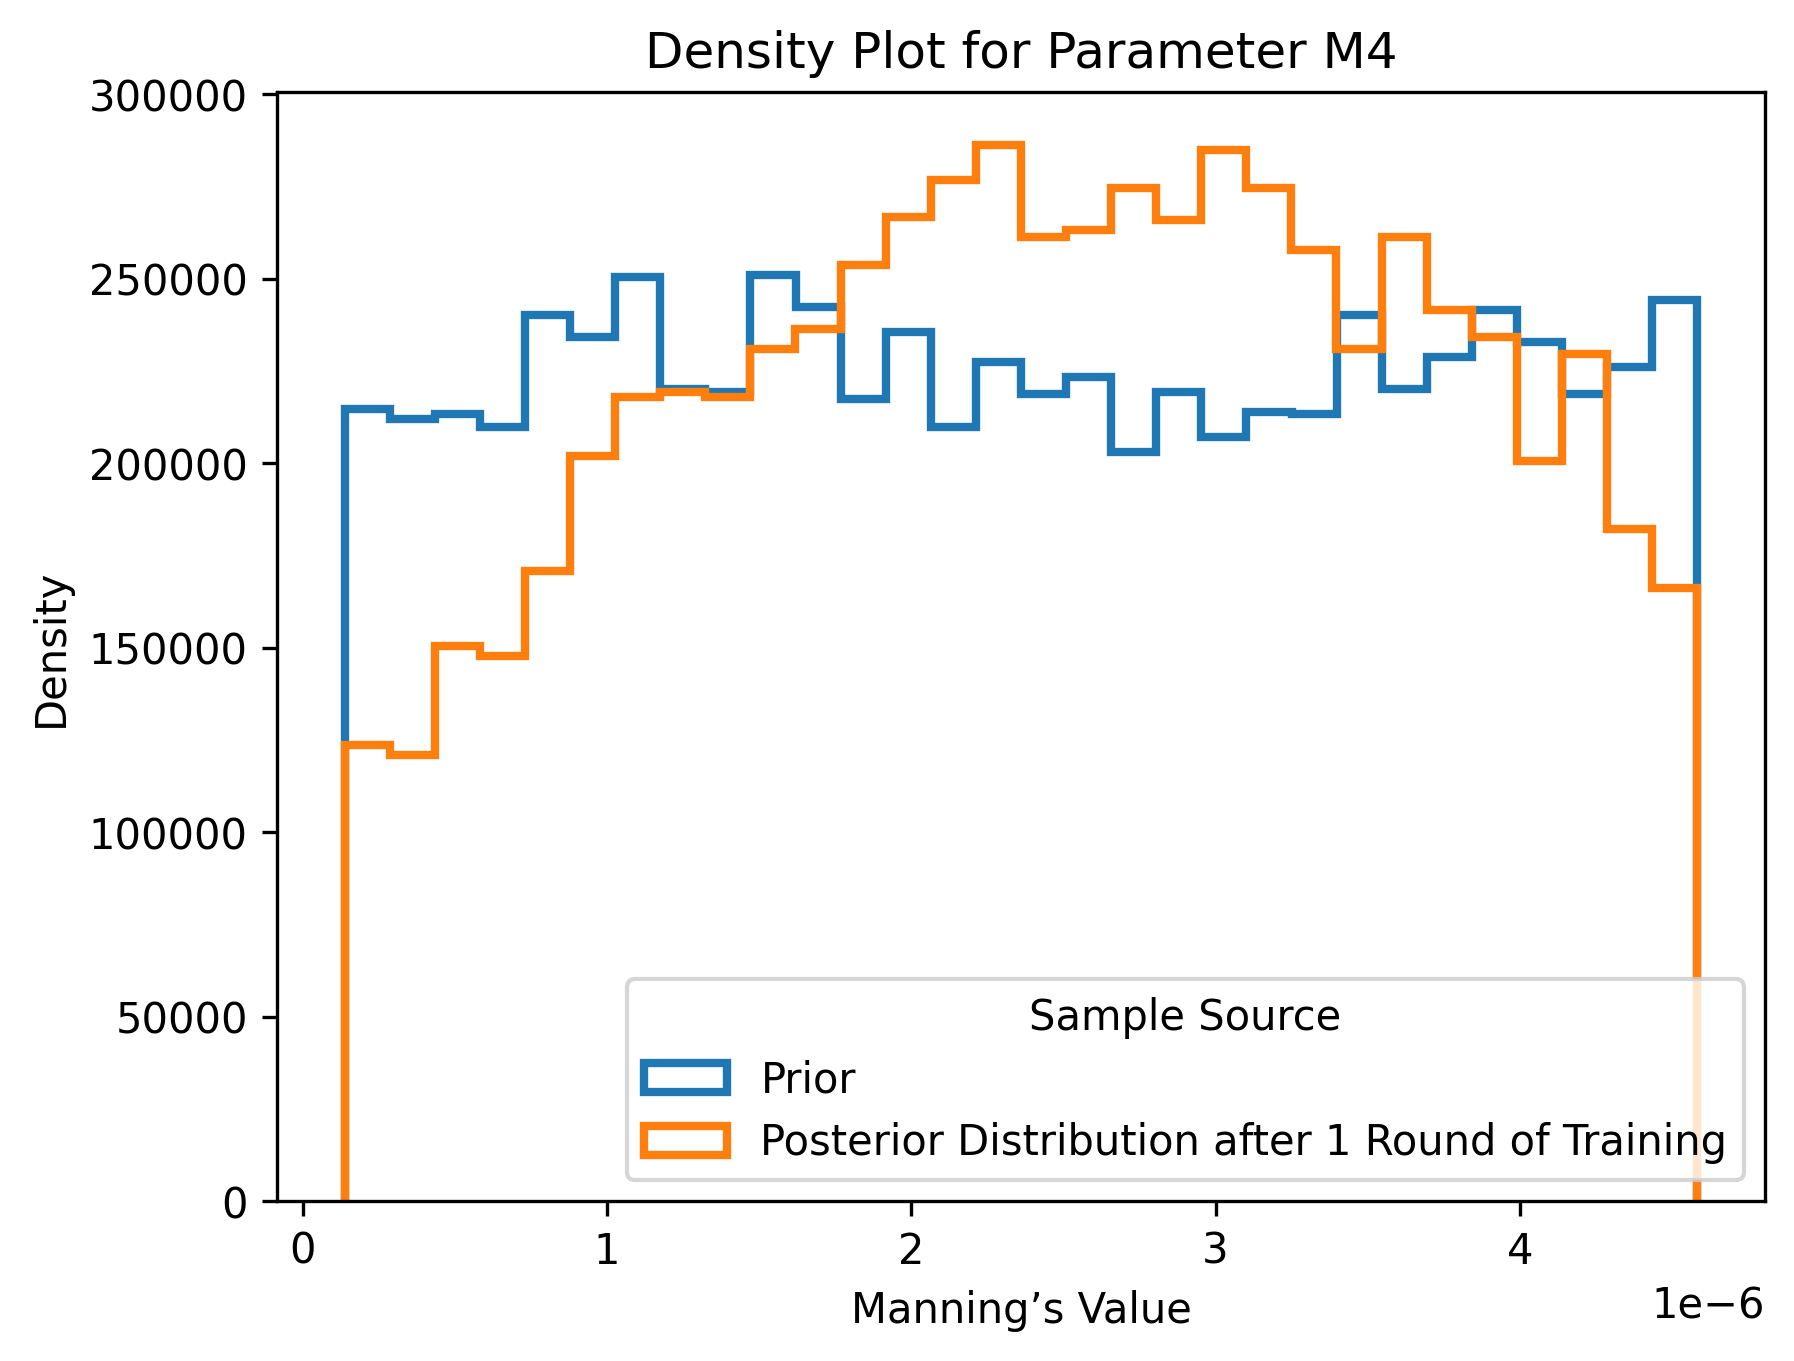 Density Plot for Parameter M4
300000
250000
200000
150000
100000
50000
0
Density
0 1 2 3 4
1e−6
Manning’s Value
Sample Source
Prior
Posterior Distribution after 1 Round of Training